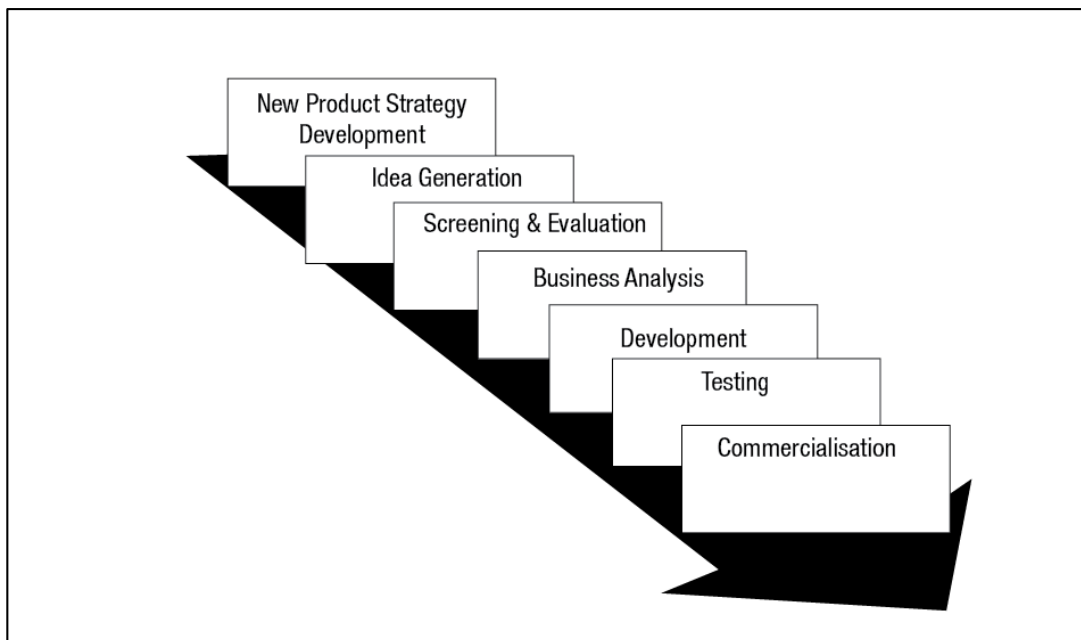 New Product Strategy
Development
Idea Generation
Screening & Evaluation
Business Analysis
Development
Testing
Commercialisation